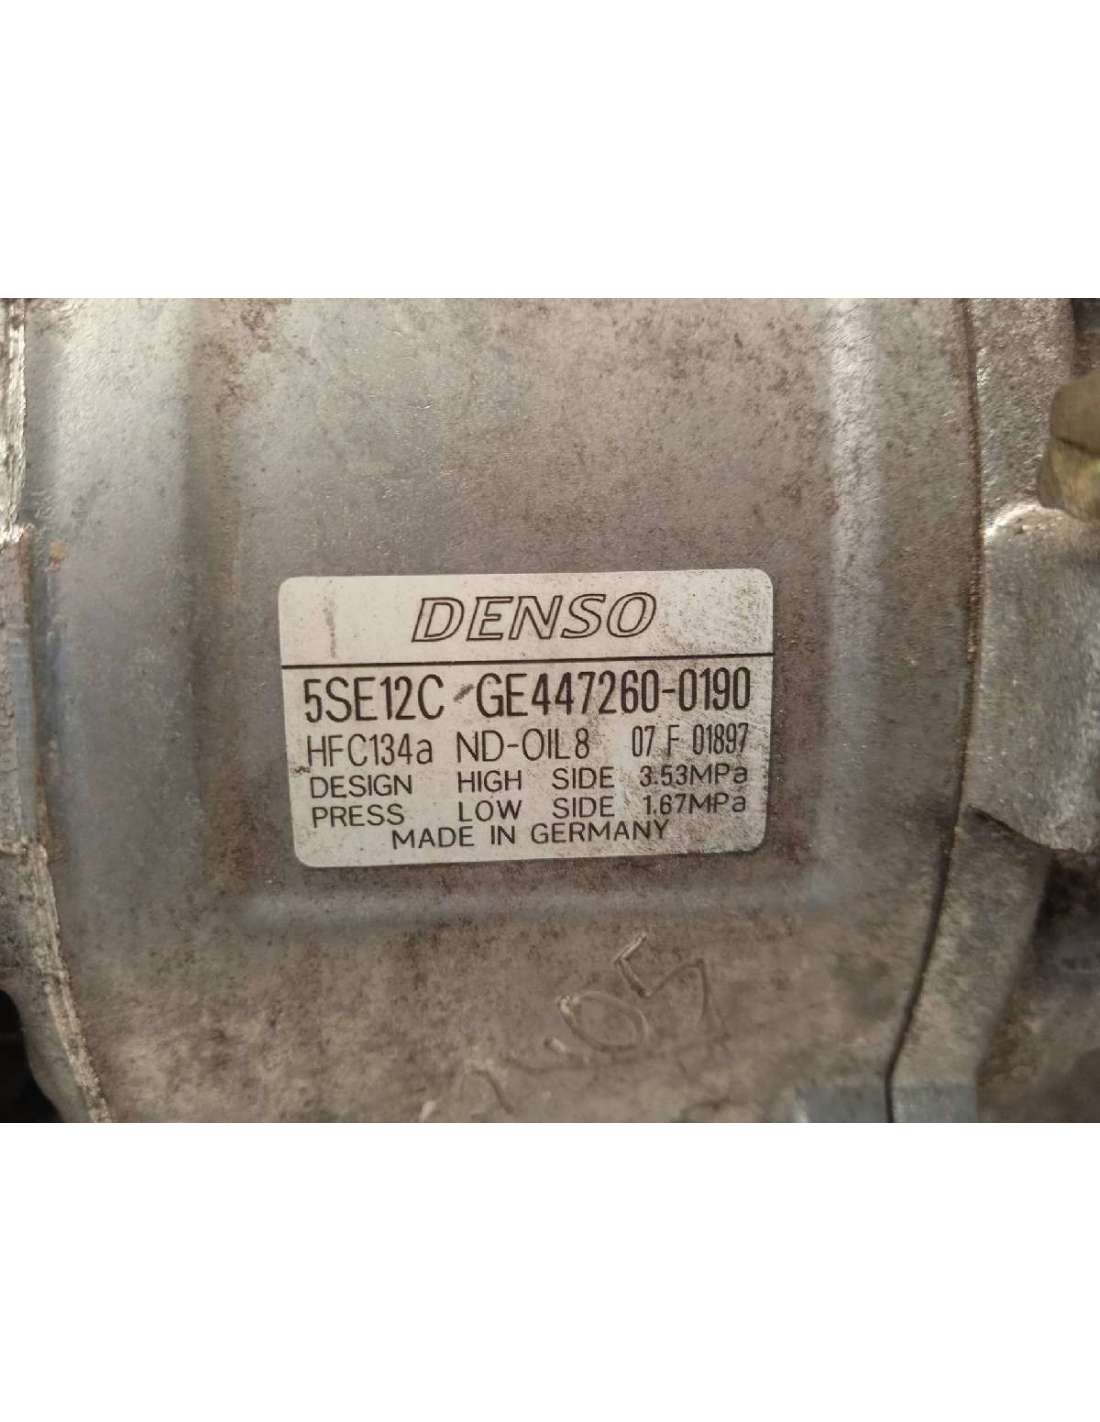 DENSO
5SE12C GE447260-0190
HFC134a ND-OIL8 07 F 01897
DESIGN HIGH SIDE 3.53MPa
PRESS LOW SIDE 1.67MPa
MADE IN GERMANY